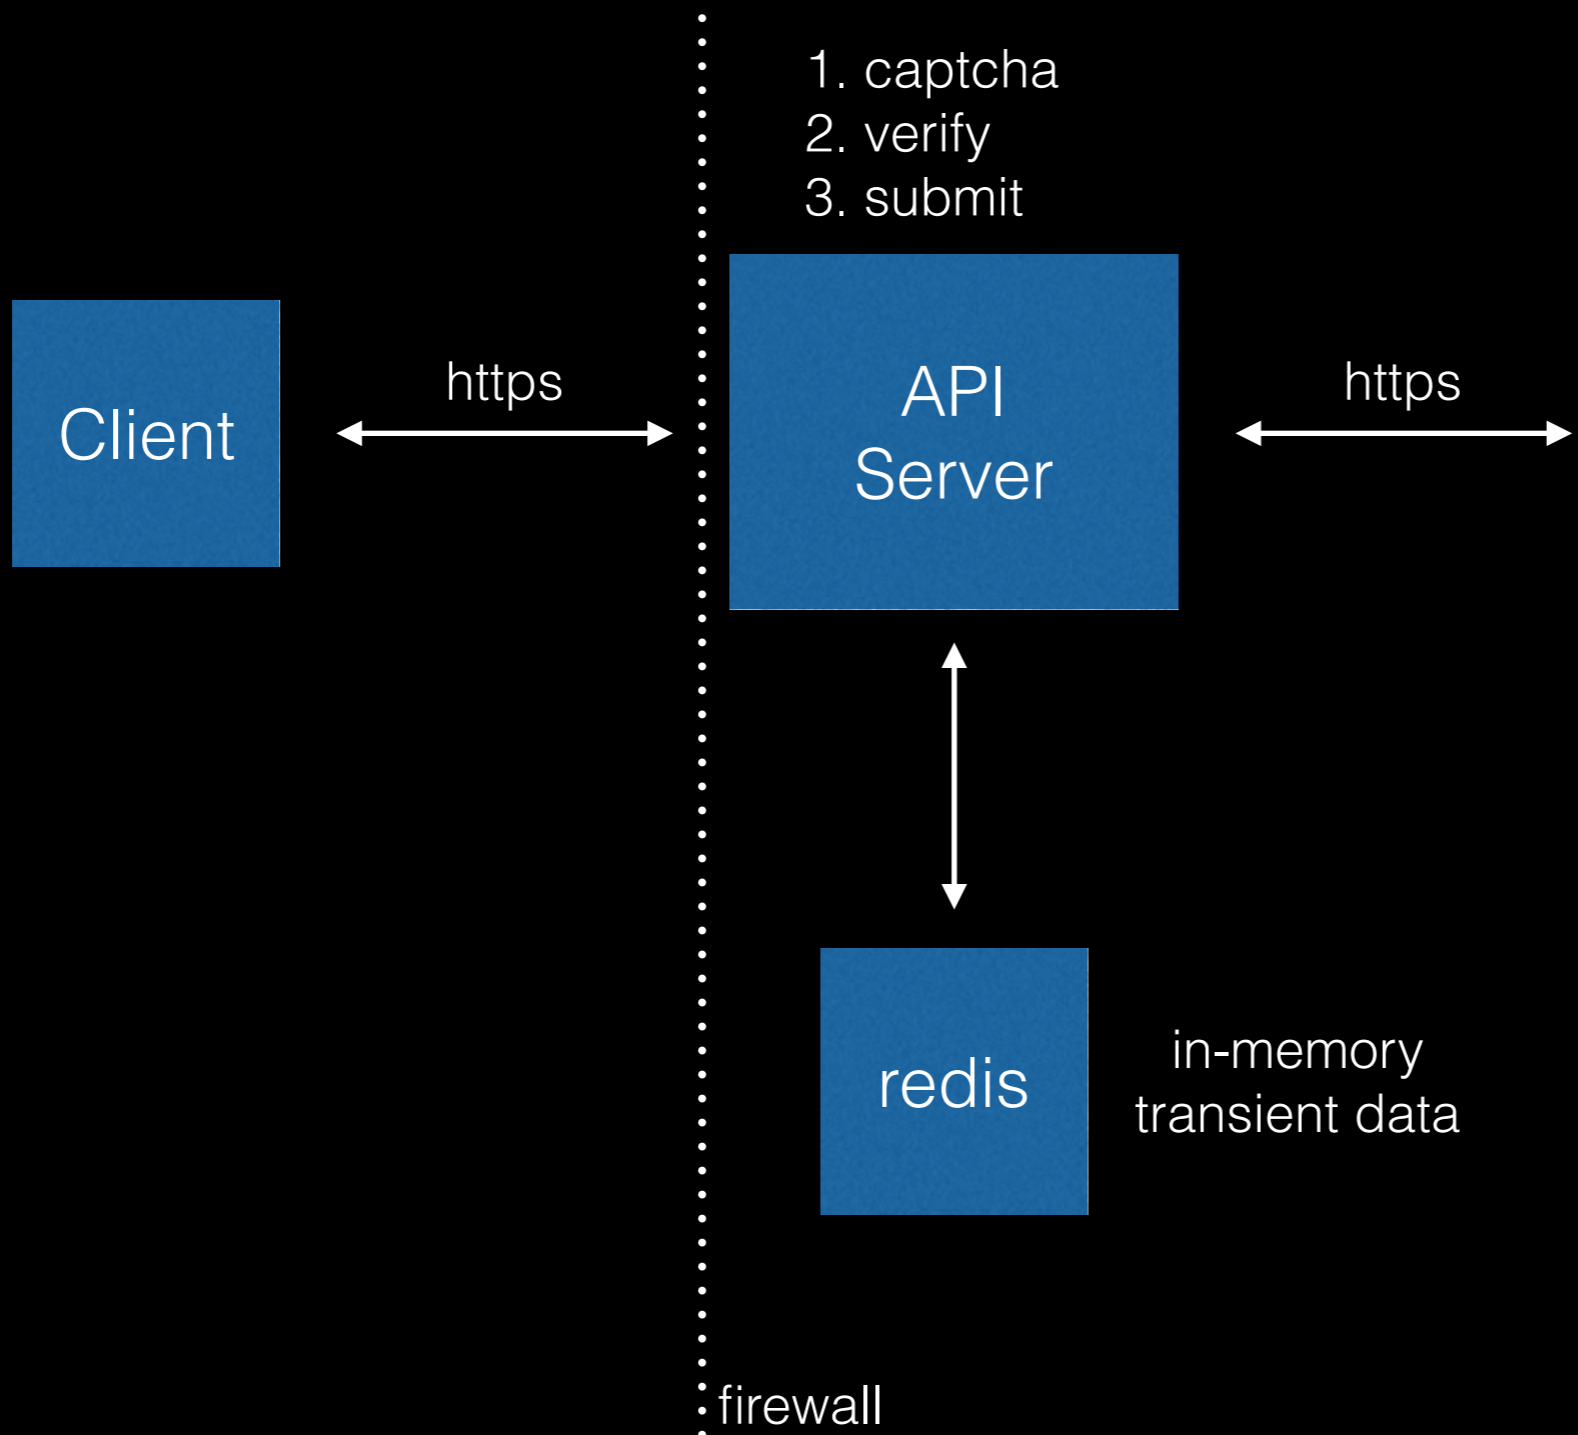 1. captcha
2. verify
3. submit
Client
https
API
Server
https
redis
in-memory
transient data
firewall